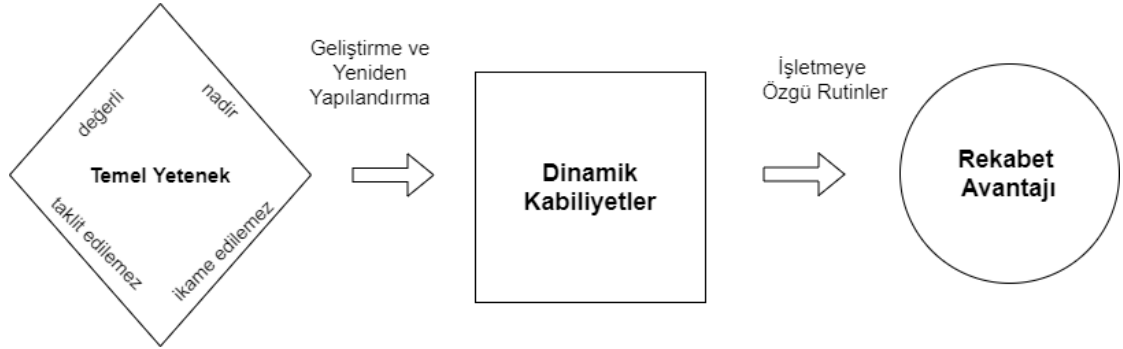 değerli
nadir
Temel Yetenek
taklit edilemez
ikame edilemez
Geliştirme ve
Yeniden
Yapılandırma
Dinamik
Kabiliyetler
İşletmeye
Özgü Rutinler
Rekabet
Avantajı